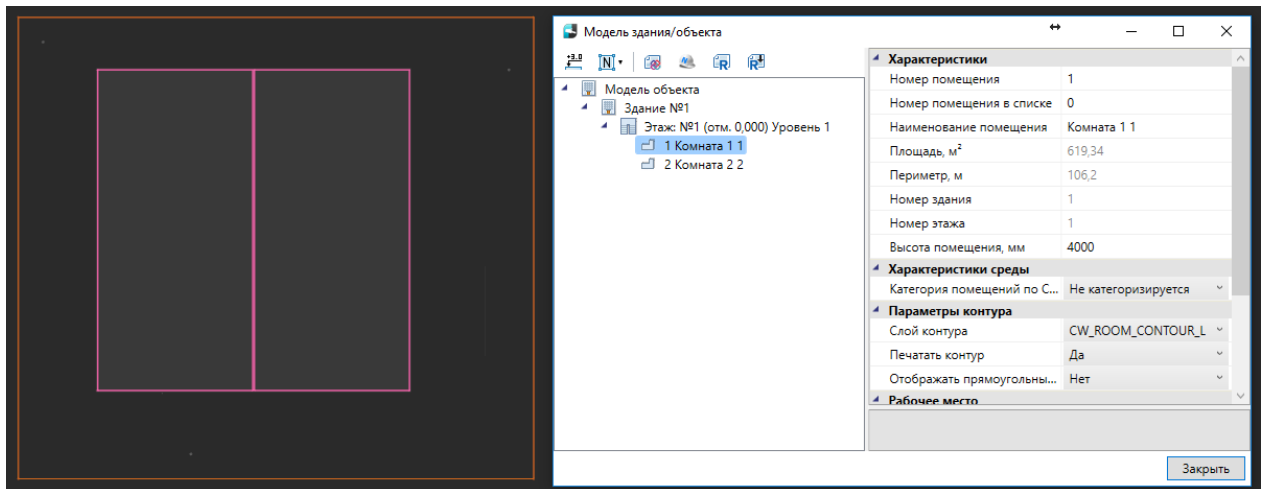 Модель здания/объекта
Модель объекта
Здание №1
Этаж: №1 (отм. 0,000) Уровень 1
1 Комната 1 1
2 Комната 2 2
Характеристики
Номер помещения 1
Номер помещения в списке 0
Наименование помещения Комната 1 1
Площадь, м² 619,34
Периметр, м 106,2
Номер здания 1
Номер этажа 1
Высота помещения, мм 4000
Характеристики среды
Категория помещений по С... Не категоризируется
Параметры контура
Слой контура CW_ROOM_CONTOUR_L
Печатать контур Да
Отображать прямоугольны... Нет
Рабочее место
Закрыть